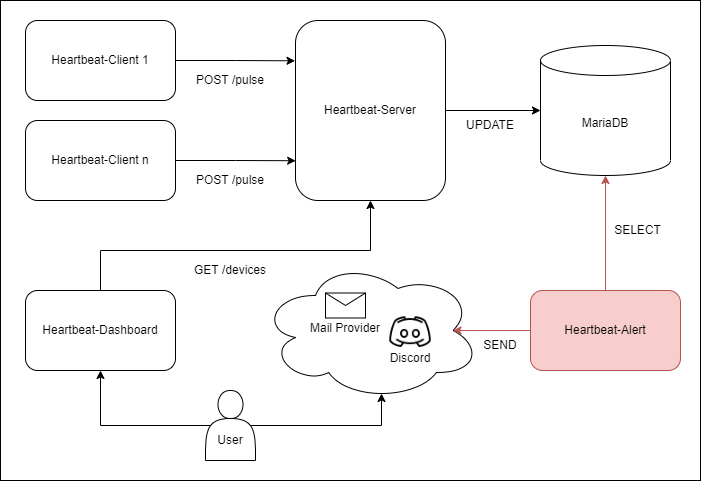 Heartbeat-Client 1
POST /pulse
Heartbeat-Server
MariaDB
UPDATE
Heartbeat-Client n
POST /pulse
SELECT
GET /devices
Heartbeat-Dashboard
Mail Provider
Discord
SEND
Heartbeat-Alert
User